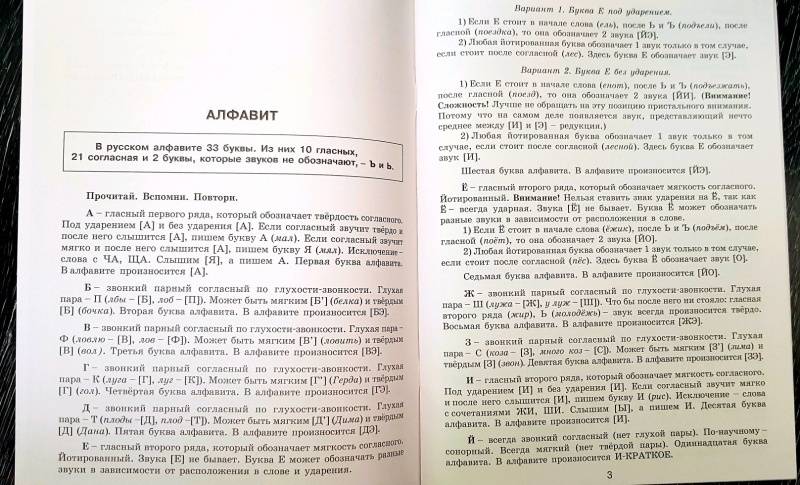 АЛФАВИТ
В русском алфавите 33 буквы. Из них 10 гласных,
21 согласная и 2 буквы, которые звуков не обозначают, – Ъ и Ь.
Прочитай. Вспомни. Повтори.
А – гласный первого ряда, который обозначает твёрдость согласного.
Под ударением [А] и без ударения [А]. Если согласный звучит твёрдо и
после него слышится [А], пишем букву А (мал). Если согласный звучит
мягко и после него слышится [А], пишем букву Я (мял). Исключение –
слова с ЧА, ЩА. Слышим [Я], а пишем А. Первая буква алфавита.
В алфавите произносится [А].
Б – звонкий парный согласный по глухости-звонкости. Глухая
пара – П (лбы – [Б], лоб – [П]). Может быть мягким [Б'] (белка) и твёрдым
[Б] (бочка). Вторая буква алфавита. В алфавите произносится [БЭ].
В – звонкий парный согласный по глухости-звонкости. Глухая пара –
Ф (ловлю – [В], лов – [Ф]). Может быть мягким [В'] (ловить) и твёрдым
[В] (вол). Третья буква алфавита. В алфавите произносится [ВЭ].
Г – звонкий парный согласный по глухости-звонкости. Глухая
пара – К (луга – [Г], луг – [К]). Может быть мягким [Г'] (Герда) и твёрдым
[Г] (гол). Четвёртая буква алфавита. В алфавите произносится [ГЭ].
Д – звонкий парный согласный по глухости-звонкости. Глухая
пара – Т (плоды – [Д], плод –[Т]). Может быть мягким [Д'] (Дима) и твёрдым
[Д] (Дана). Пятая буква алфавита. В алфавите произносится [ДЭ].
Е – гласный второго ряда, который обозначает мягкость согласного.
Йотированный. Звука [Е] не бывает. Буква Е может обозначать разные
звуки в зависимости от расположения в слове и ударения.
Вариант 1. Буква Е под ударением.
1) Если Е стоит в начале слова (ель), после Ь и Ъ (подъели), после
гласной (поездка), то она обозначает 2 звука [ЙЭ].
2) Любая йотированная буква обозначает 1 звук только в том случае,
если стоит после согласной (лес). Здесь буква Е обозначает звук [Э].
Вариант 2. Буква Е без ударения.
1) Если Е стоит в начале слова (енот), после Ь и Ъ (подъезжать),
после гласной (поезд), то она обозначает 2 звука [ЙИ]. (Внимание!
Сложность! Лучше не обращать на эту позицию пристального внимания.
Потому что на самом деле появляется звук, представляющий нечто
среднее между [И] и [Э] – редукция.)
2) Любая йотированная буква обозначает 1 звук только в том
случае, если стоит после согласной (лесной). Здесь буква Е обозначает
звук [И].
Шестая буква алфавита. В алфавите произносится [ЙЭ].
Ё – гласный второго ряда, который обозначает мягкость согласного.
Йотированный. Внимание! Нельзя ставить знак ударения на Ё, так как
Ё – всегда ударная. Звука [Ё] не бывает. Буква Ё может обозначать
разные звуки в зависимости от расположения в слове.
1) Если Ё стоит в начале слова (ёжик), после Ь и Ъ (подъём), после
гласной (поёт), то она обозначает 2 звука [ЙО].
2) Любая йотированная буква обозначает 1 звук только в том случае,
если стоит после согласной (пёс). Здесь буква Ё обозначает звук [О].
Седьмая буква алфавита. В алфавите произносится [ЙО].
Ж – звонкий парный согласный по глухости-звонкости. Глухая
пара – Ш (лужа – [Ж], у луж – [Ш]). Что бы после ни стояло: гласная
второго ряда (жир), Ь (молодёжь) – звук всегда произносится твёрдо.
Восьмая буква алфавита. В алфавите произносится [ЖЭ].
З – звонкий парный согласный по глухости-звонкости. Глухая
пара – С (коза – [З], много коз – [С]). Может быть мягким [З'] (зима) и
твёрдым [З] (звон). Девятая буква алфавита. В алфавите произносится [ЗЭ].
И – гласный второго ряда, который обозначает мягкость согласного.
Под ударением [И] и без ударения [И]. Если согласный звучит мягко
и после него слышится [И], пишем букву И (рис). Исключение – слова
с сочетаниями ЖИ, ШИ. Слышим [Ы], а пишем И. Десятая буква
алфавита. В алфавите произносится [И].
Й – всегда звонкий согласный (нет глухой пары). По-научному –
сонорный. Всегда мягкий (нет твёрдой пары). Одиннадцатая буква
алфавита. В алфавите произносится И-КРАТКОЕ.
3